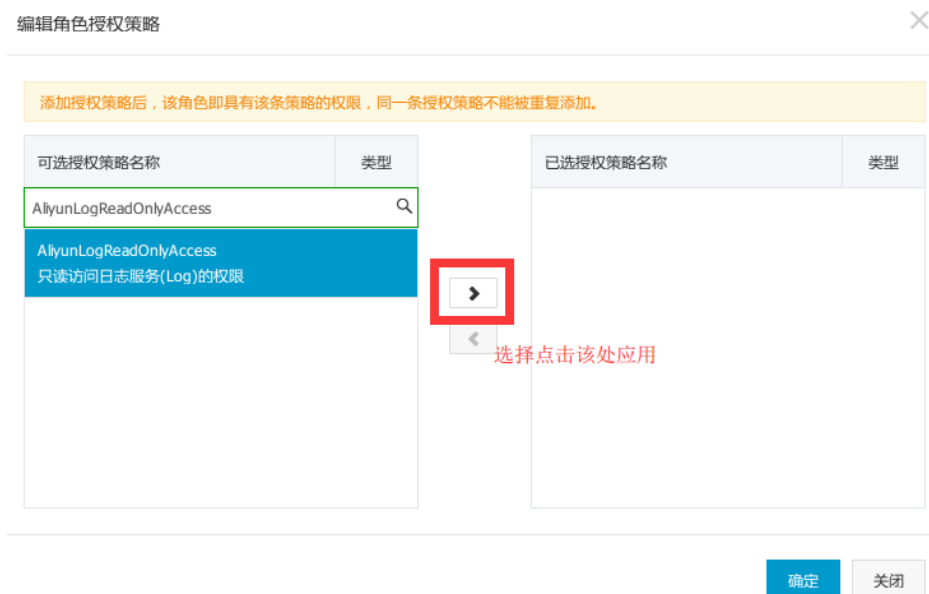 编辑角色授权策略
添加授权策略后，该角色即具有该条策略的权限，同一条授权策略不能被重复添加。
可选授权策略名称 类型
AliyunLogReadOnlyAccess
AliyunLogReadOnlyAccess
只读访问日志服务(Log)的权限
已选授权策略名称 类型
选择点击该处应用
确定 关闭